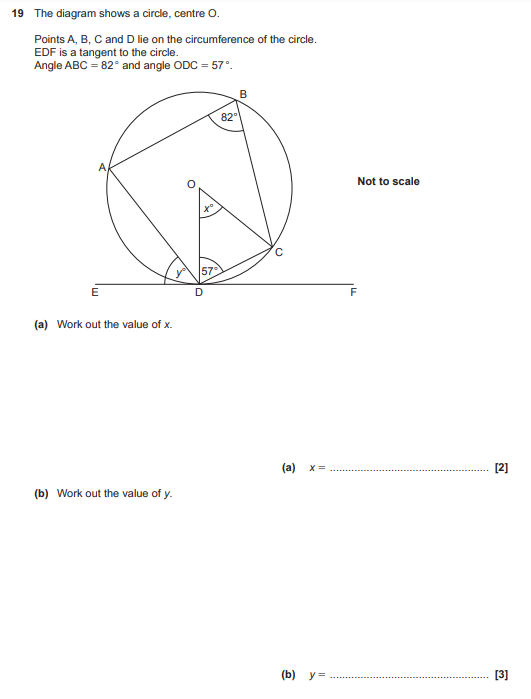 19 The diagram shows a circle, centre O.
Points A, B, C and D lie on the circumference of the circle.
EDF is a tangent to the circle.
Angle ABC = 82° and angle ODC = 57°.
B
82°
A
O
Not to scale
x°
C
y°
57°
E
D
F
(a) Work out the value of x.
(a) x = ........................................................ [2]
(b) Work out the value of y.
(b) y = ........................................................ [3]